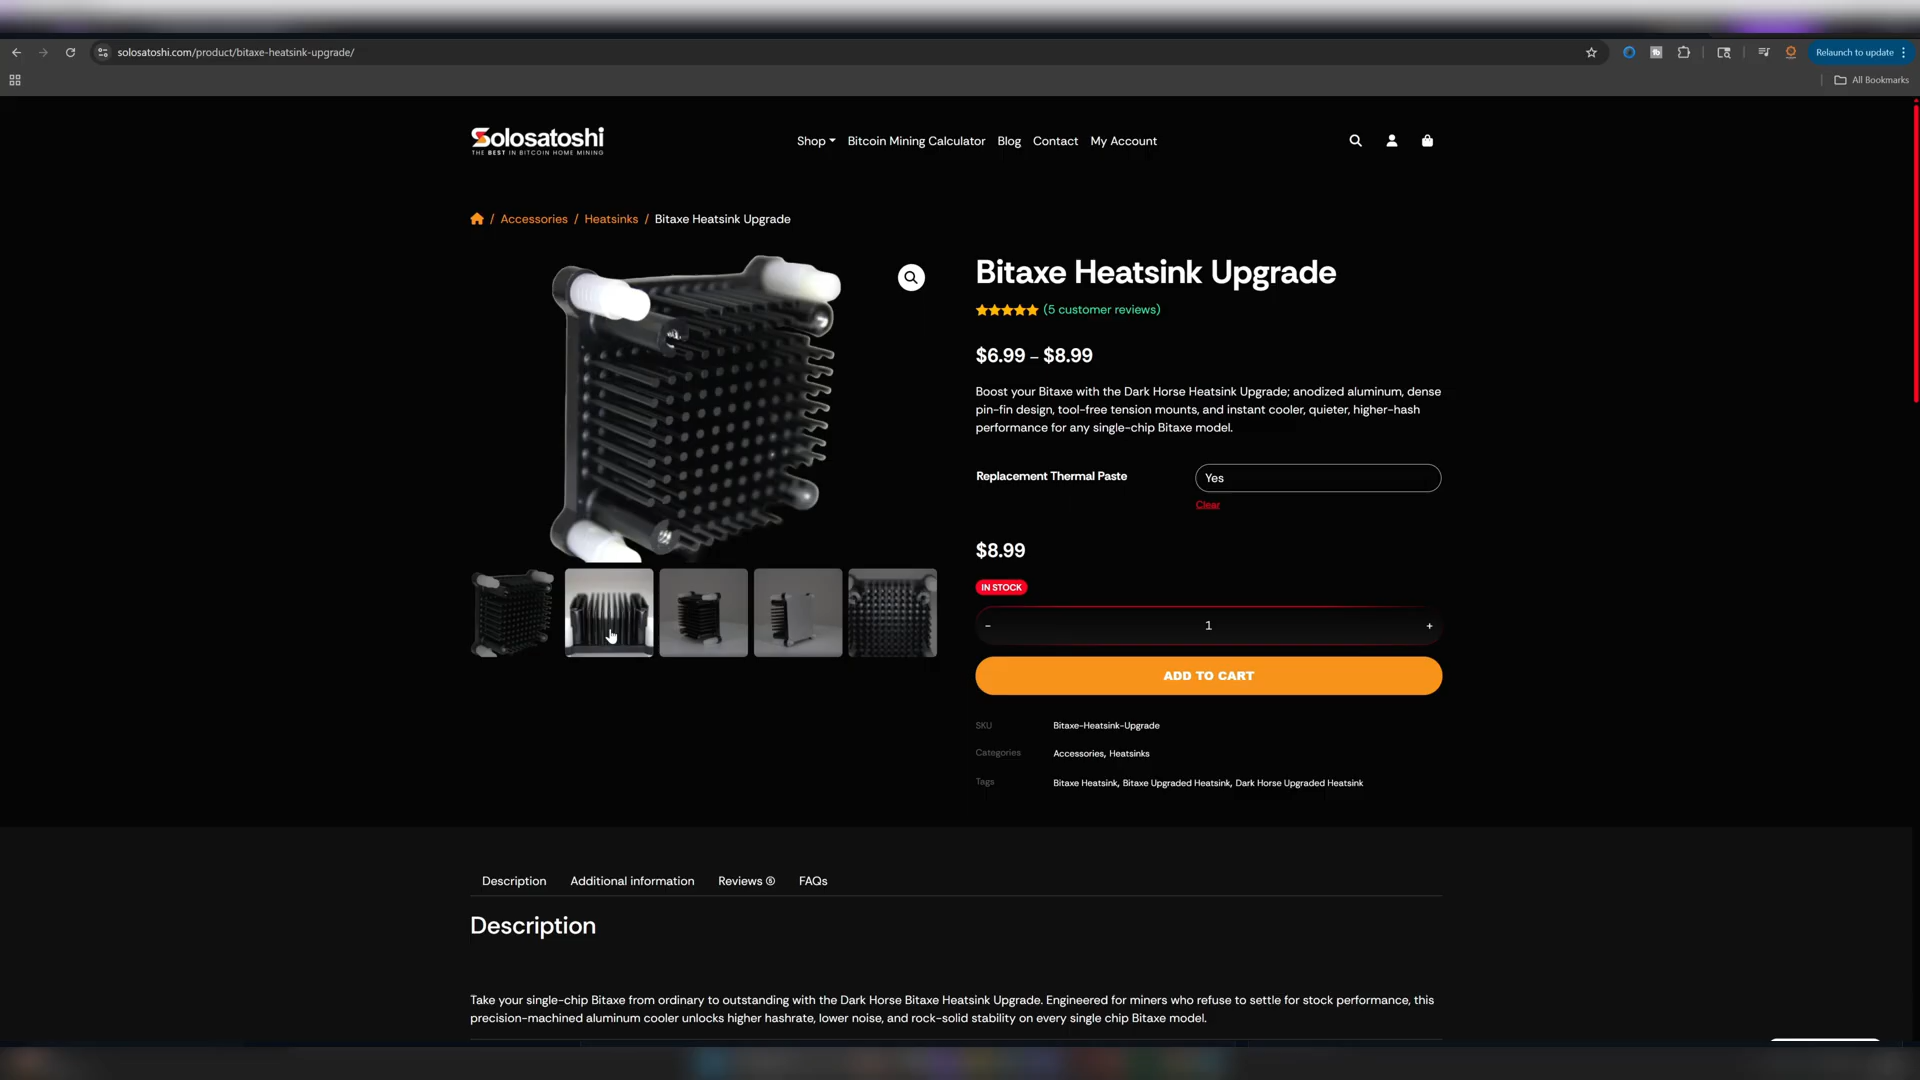 solosatoshi.com/product/bitaxe-heatsink-upgrade/
Relaunch to update
All Bookmarks
Solosatoshi
THE BEST IN BITCOIN HOME MINING
Shop
Bitcoin Mining Calculator
Blog
Contact
My Account
/ Accessories / Heatsinks / Bitaxe Heatsink Upgrade
Bitaxe Heatsink Upgrade
(5 customer reviews)
$6.99 – $8.99
Boost your Bitaxe with the Dark Horse Heatsink Upgrade; anodized aluminum, dense
pin-fin design, tool-free tension mounts, and instant cooler, quieter, higher-hash
performance for any single-chip Bitaxe model.
Replacement Thermal Paste
Yes
Clear
$8.99
IN STOCK
- 1 +
ADD TO CART
SKU Bitaxe-Heatsink-Upgrade
Categories Accessories, Heatsinks
Tags Bitaxe Heatsink, Bitaxe Upgraded Heatsink, Dark Horse Upgraded Heatsink
Description
Additional information
Reviews 5
FAQs
Description
Take your single-chip Bitaxe from ordinary to outstanding with the Dark Horse Bitaxe Heatsink Upgrade. Engineered for miners who refuse to settle for stock performance, this
precision-machined aluminum cooler unlocks higher hashrate, lower noise, and rock-solid stability on every single chip Bitaxe model.